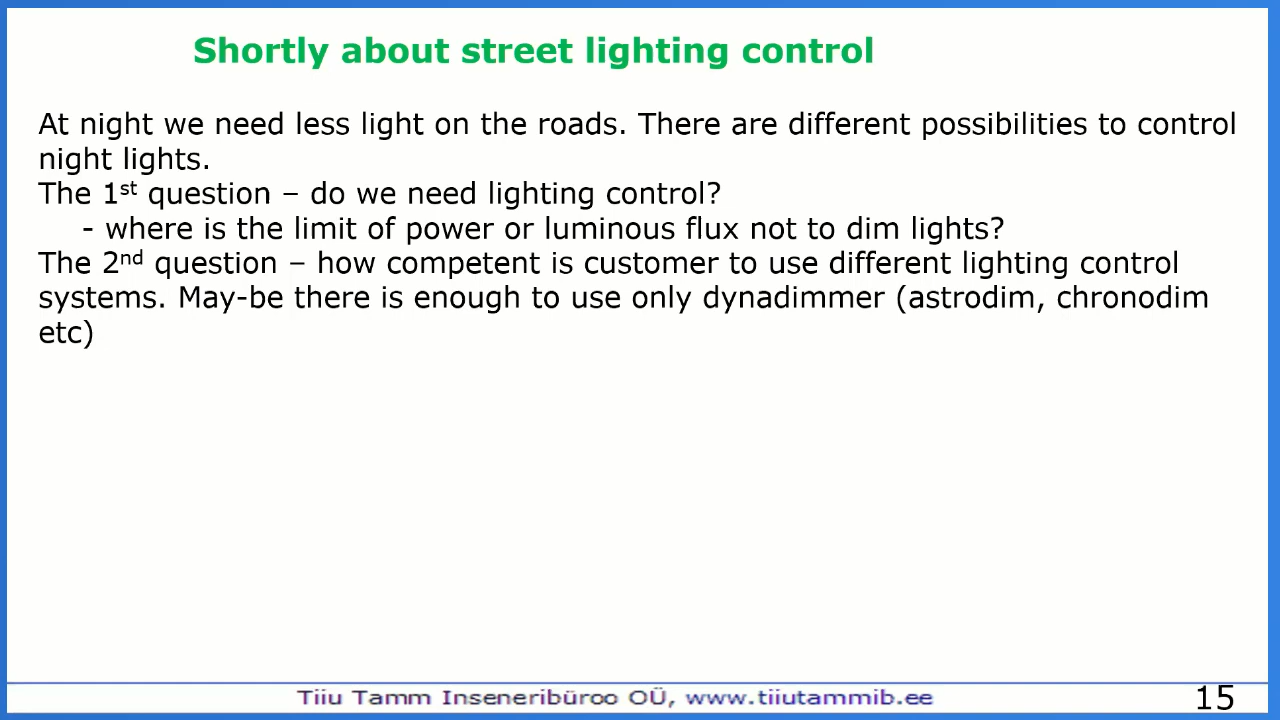 Shortly about street lighting control
At night we need less light on the roads. There are different possibilities to control
night lights.
The 1st question – do we need lighting control?
- where is the limit of power or luminous flux not to dim lights?
The 2nd question – how competent is customer to use different lighting control
systems. May-be there is enough to use only dynadimmer (astrodim, chronodim
etc)
Tiiu Tamm Inseneribüroo OÜ, www.tiiutammib.ee
15